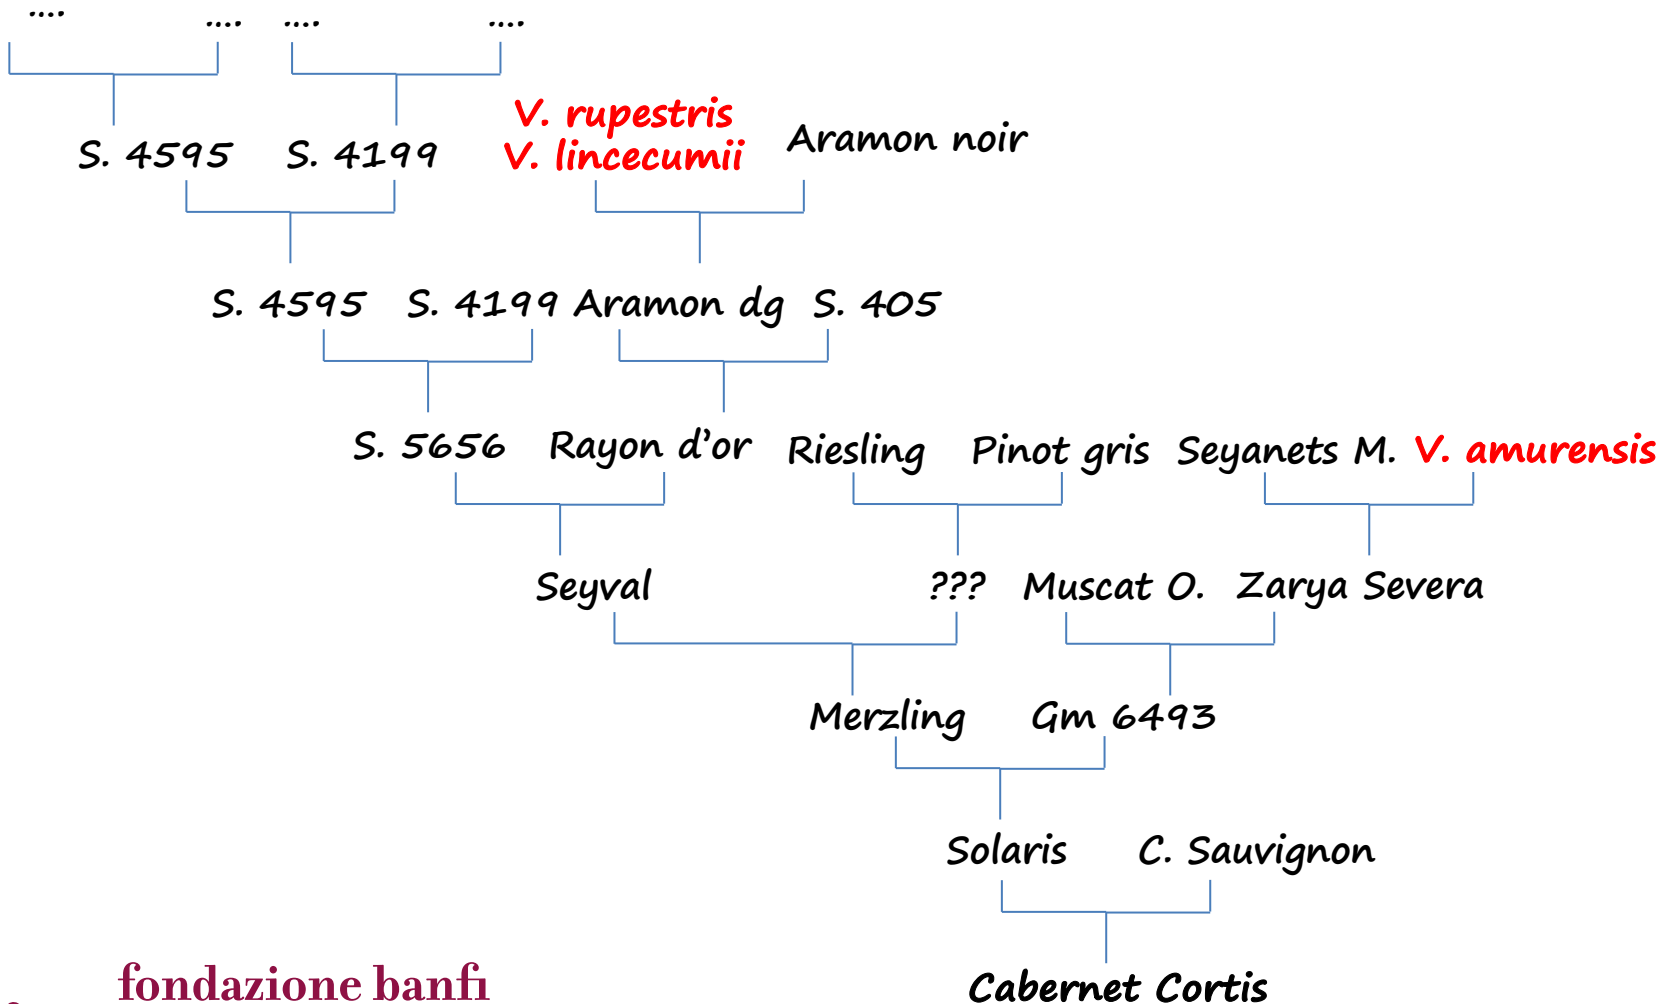 ....
.... .... ....
V. rupestris
V. lincecumii
Aramon noir
S. 4595 S. 4199
S. 4595 S. 4199 Aramon dg S. 405
S. 5656 Rayon d’or Riesling Pinot gris Seyanets M. V. amurensis
Seyval ??? Muscat O. Zarya Severa
Merzling Gm 6493
Solaris C. Sauvignon
Cabernet Cortis
fondazione banfi